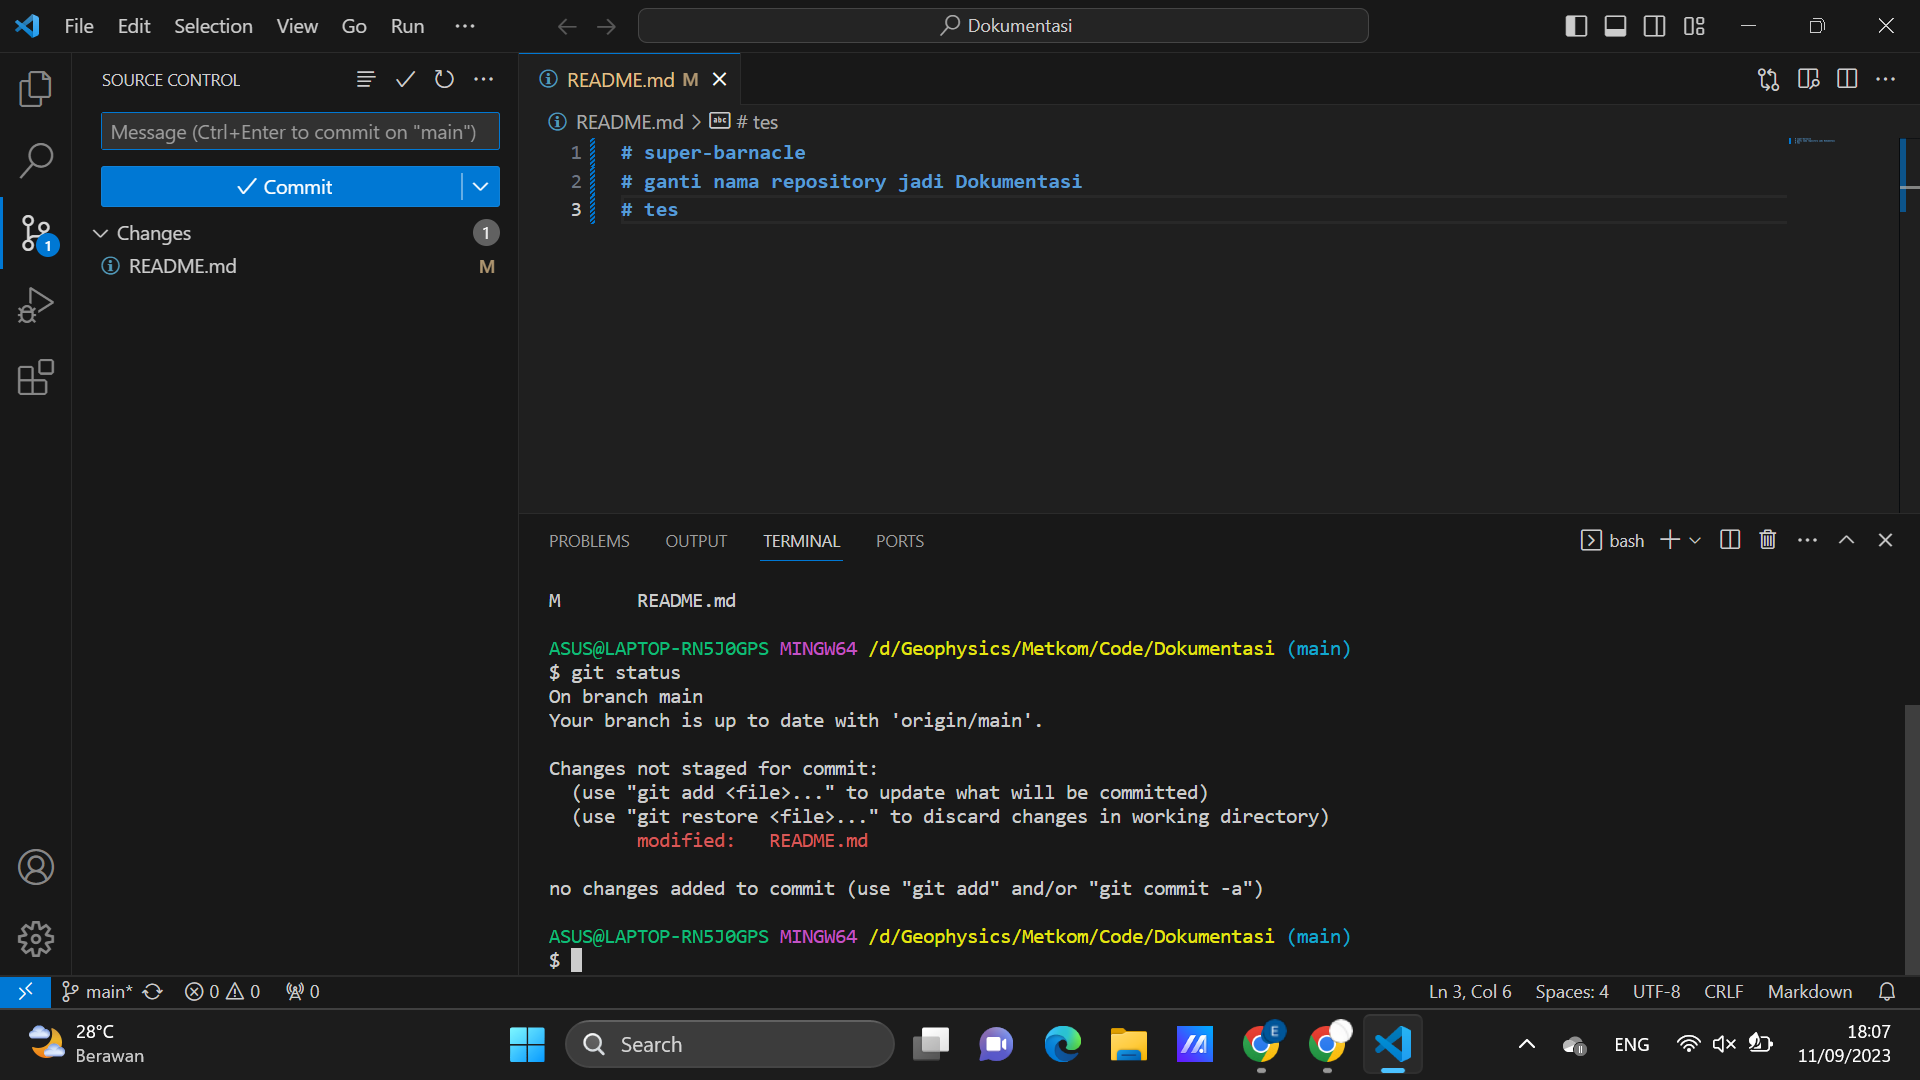 File Edit Selection View Go Run ···
Dokumentasi
SOURCE CONTROL
Message (Ctrl+Enter to commit on "main")
Commit
Changes 1
README.md M
1
README.md M
README.md > # tes
1 # super-barnacle
2 # ganti nama repository jadi Dokumentasi
3 # tes
PROBLEMS OUTPUT TERMINAL PORTS
bash
M README.md
ASUS@LAPTOP-RN5J0GPS MINGW64 /d/Geophysics/Metkom/Code/Dokumentasi (main)
$ git status
On branch main
Your branch is up to date with 'origin/main'.
Changes not staged for commit:
(use "git add <file>..." to update what will be committed)
(use "git restore <file>..." to discard changes in working directory)
modified: README.md
no changes added to commit (use "git add" and/or "git commit -a")
ASUS@LAPTOP-RN5J0GPS MINGW64 /d/Geophysics/Metkom/Code/Dokumentasi (main)
$
main* 0 0 0
Ln 3, Col 6 Spaces: 4 UTF-8 CRLF Markdown
28°C
Berawan
Search
E
ENG
18:07
11/09/2023